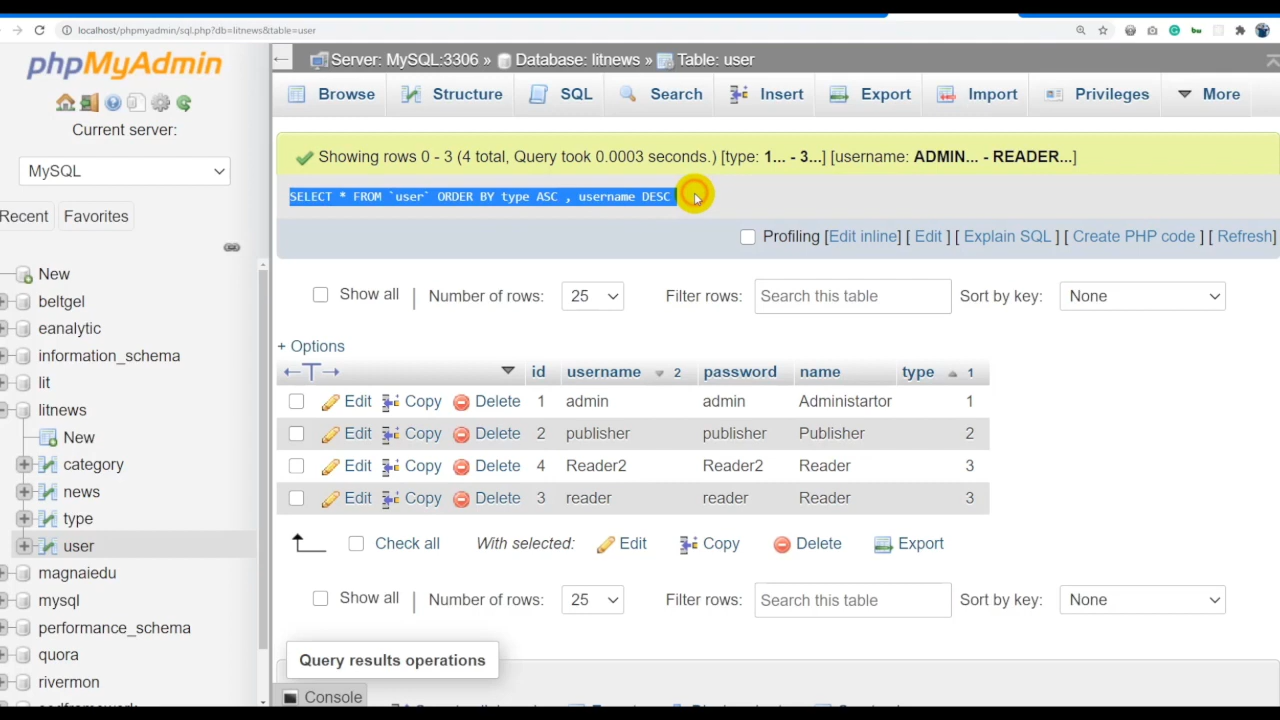 localhost/phpmyadmin/sql.php?db=litnews&table=user
phpMyAdmin
Current server:
MySQL
Recent Favorites
New
beltgel
eanalytic
information_schema
lit
litnews
New
category
news
type
user
magnaiedu
mysql
performance_schema
quora
rivermon
Server: MySQL:3306 » Database: litnews » Table: user
Browse Structure SQL Search Insert Export Import Privileges More
Showing rows 0 - 3 (4 total, Query took 0.0003 seconds.) [type: 1... - 3...] [username: ADMIN... - READER...]
SELECT * FROM `user` ORDER BY type ASC , username DESC
Profiling [Edit inline] [ Edit ] [ Explain SQL ] [ Create PHP code ] [ Refresh]
Show all | Number of rows: 25 Filter rows: Search this table Sort by key: None
+ Options
←T→ id username 2 password name type 1
Edit Copy Delete 1 admin admin Administartor 1
Edit Copy Delete 2 publisher publisher Publisher 2
Edit Copy Delete 4 Reader2 Reader2 Reader 3
Edit Copy Delete 3 reader reader Reader 3
Check all With selected: Edit Copy Delete Export
Show all | Number of rows: 25 Filter rows: Search this table Sort by key: None
Query results operations
Console